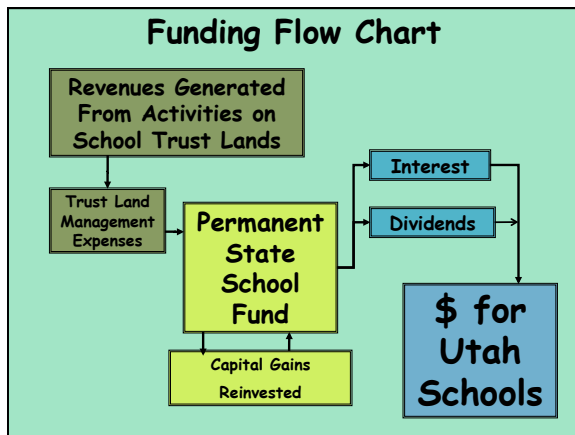 Funding Flow Chart
Revenues Generated
From Activities on
School Trust Lands
Trust Land
Management
Expenses
Permanent
State
School
Fund
Interest
Dividends
Capital Gains
Reinvested
$ for
Utah
Schools